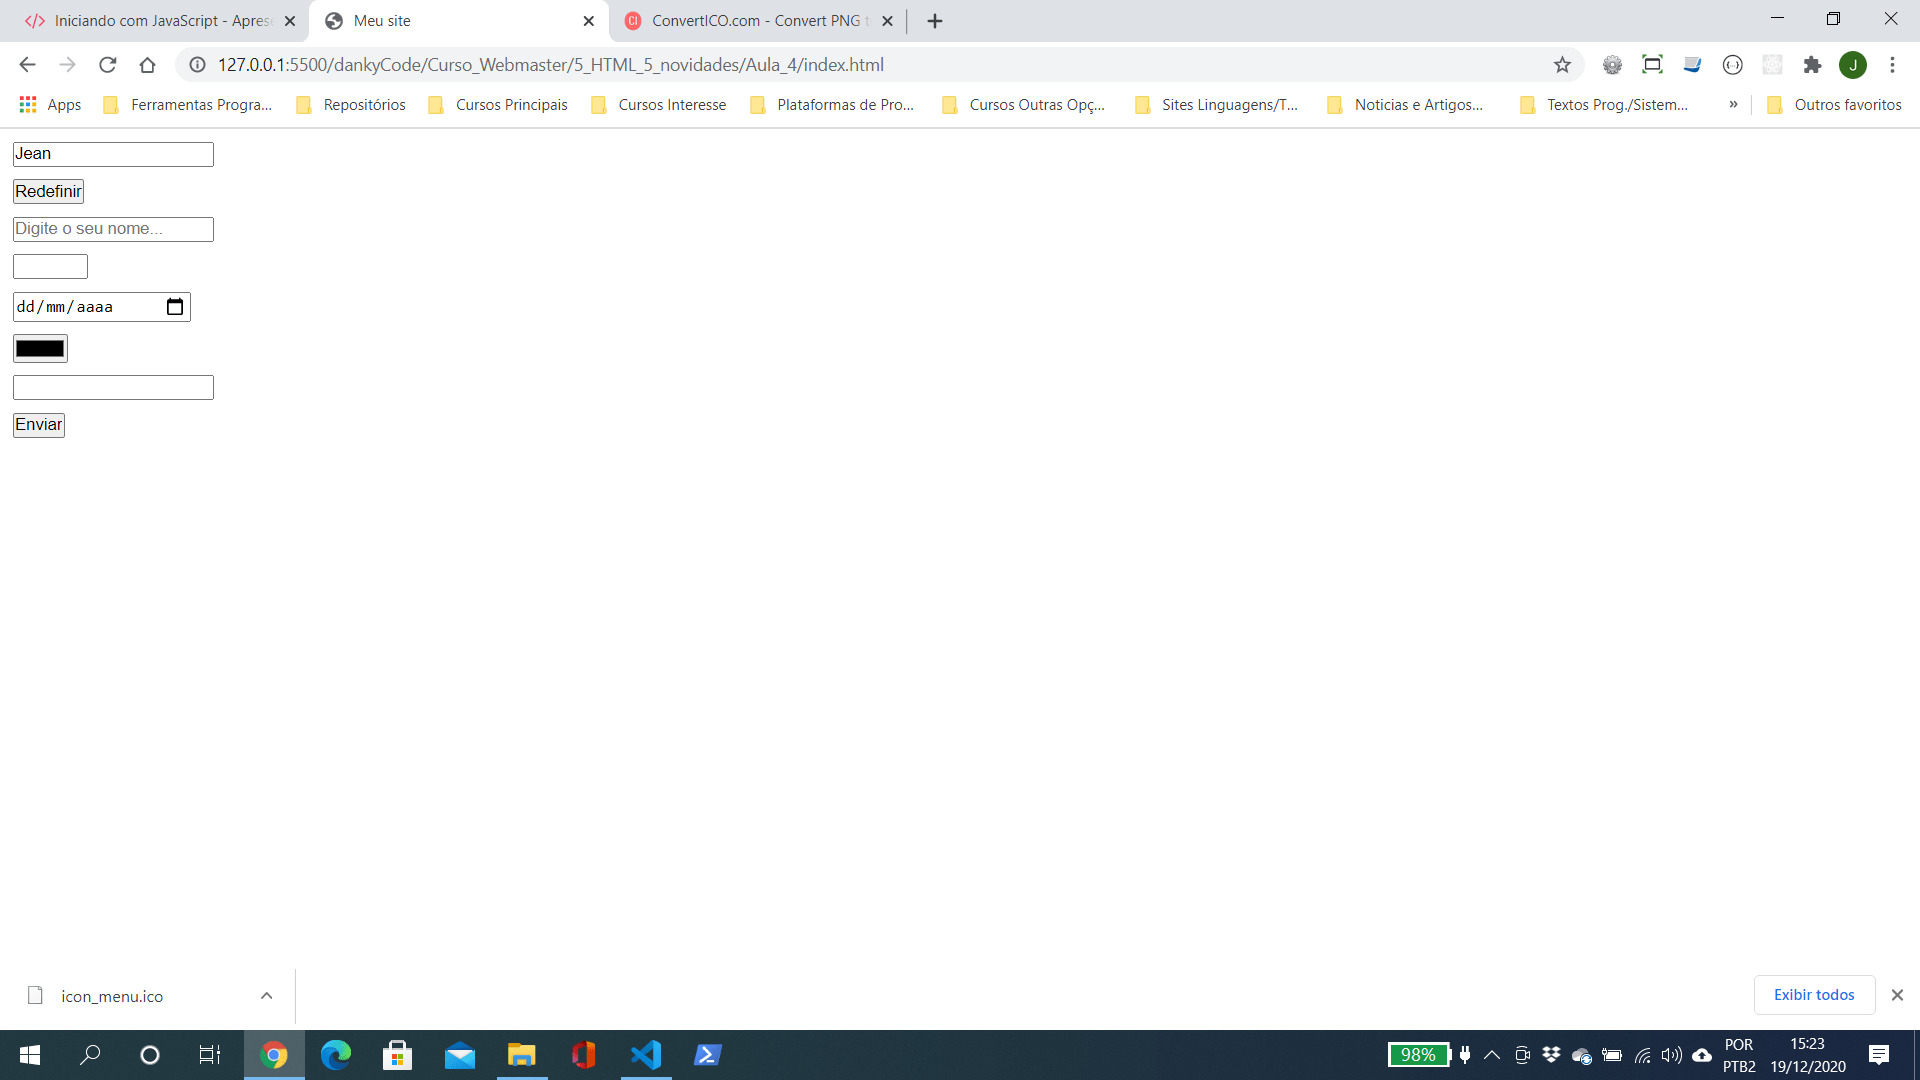 Iniciando com JavaScript - Aprese
Meu site
CI
ConvertICO.com - Convert PNG t
127.0.0.1:5500/dankyCode/Curso_Webmaster/5_HTML_5_novidades/Aula_4/index.html
J
Apps
Ferramentas Progra...
Repositórios
Cursos Principais
Cursos Interesse
Plataformas de Pro...
Cursos Outras Opç...
Sites Linguagens/T...
Noticias e Artigos...
Textos Prog./Sistem...
»
Outros favoritos
Jean
Redefinir
Digite o seu nome...
dd/mm/aaaa
Enviar
icon_menu.ico
Exibir todos
98%
POR
PTB2
15:23
19/12/2020